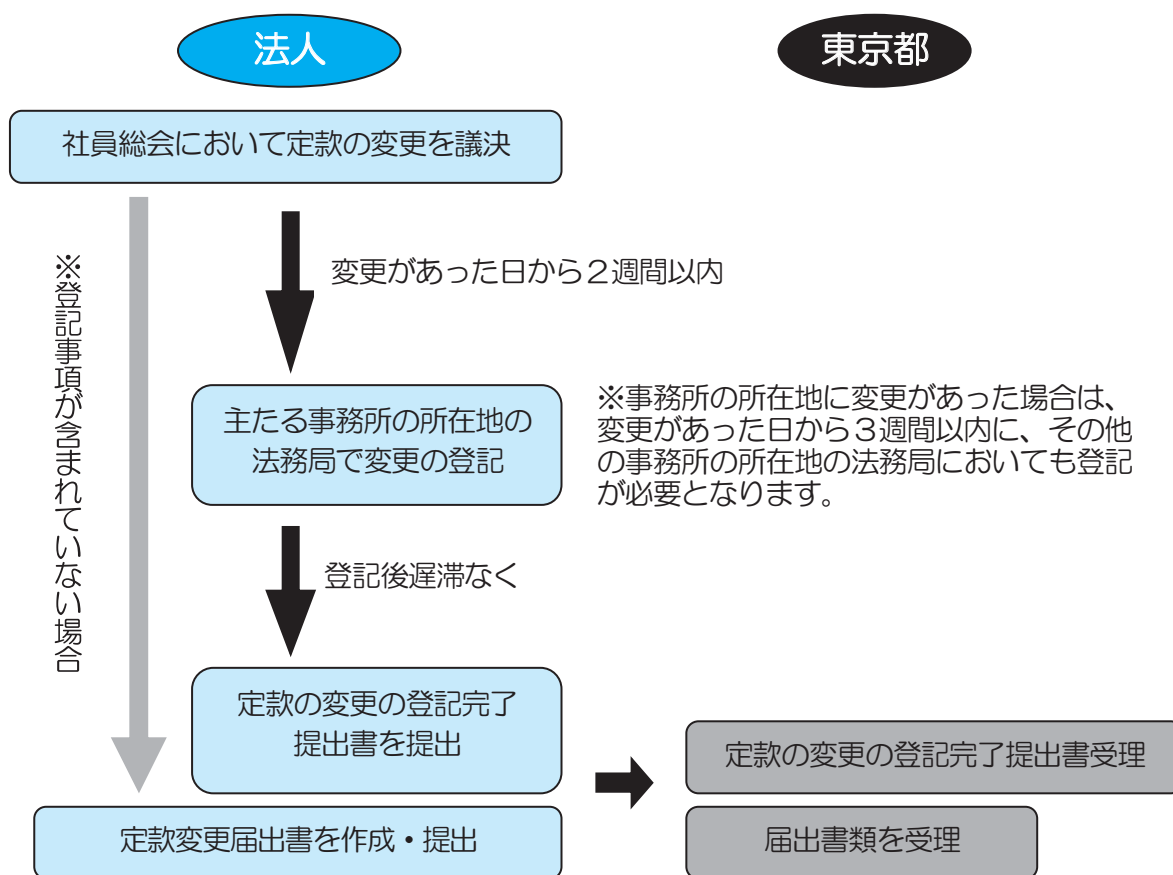 法人
東京都
社員総会において定款の変更を議決
変更があった日から２週間以内
※登記事項が含まれていない場合
主たる事務所の所在地の
法務局で変更の登記
※事務所の所在地に変更があった場合は、
変更があった日から３週間以内に、その他
の事務所の所在地の法務局においても登記
が必要となります。
登記後遅滞なく
定款の変更の登記完了
提出書を提出
定款の変更の登記完了提出書受理
定款変更届出書を作成・提出
届出書類を受理